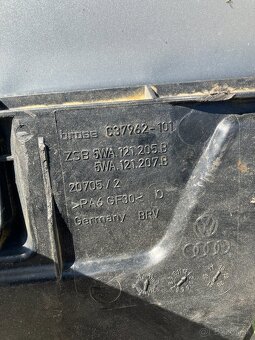 brose C37962-101
ZSB 5WA.121.205.B
5WA.121.207.B
20705/2
>PA6 GF30<
Germany BRV